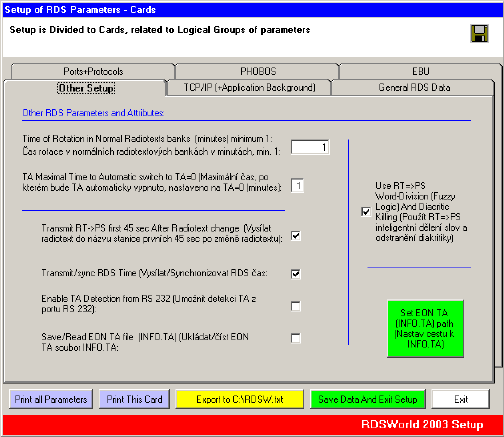 Setup of RDS Parameters - Cards
Setup is Divided to Cards, related to Logical Groups of parameters
Ports+Protocols
PHOBOS
EBU
Other Setup
TCP/IP (+Application Background)
General RDS Data
Other RDS Parameters and Attributes:
Time of Rotation in Normal Radiotexts banks (minutes) minimum 1:
Čas rotace v normálních radiotextových bankách v minutách, min. 1:
1
TA Maximal Time to Automatic switch to TA=0 (Maximální čas, po
kterém bude TA automaticky vypnuto, nastaveno na TA=0 (minutes):
1
Transmit RT->PS first 45 sec After Radiotext change (Vysílat
radiotext do názvu stanice prvních 45 sec po změně radiotextu):
Transmit/sync RDS Time (Vysílat/Synchronizovat RDS čas:
Enable TA Detection from RS 232 (Umožnit detekci TA z
portu RS 232):
Save/Read EON TA file (INFO.TA) (Ukládat/číst EON
TA soubor INFO.TA:
Use RT=>PS
Word-Division (Fuzzy
Logic) And Diacritic
Killing (Použít RT=>PS
inteligentní dělení slov a
odstranění diakritiky)
Set EON TA
(INFO.TA) path
(Nastav cestu k
INFO.TA)
Print all Parameters
Print This Card
Export to C:\RDSW.txt
Save Data And Exit Setup
Exit
RDSWorld 2003 Setup